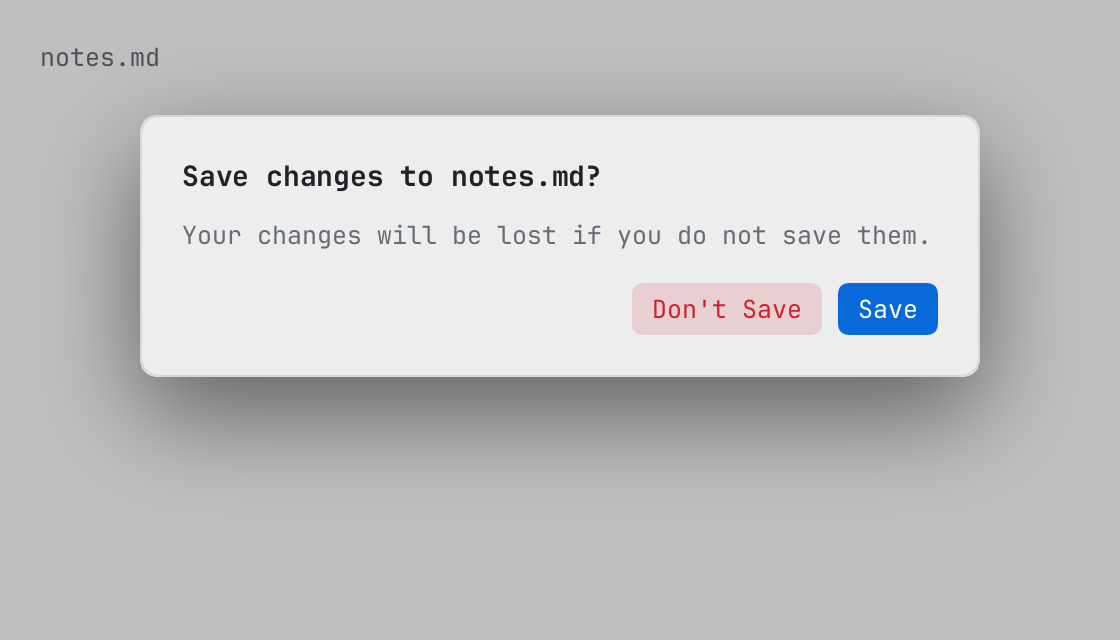 notes.md
Save changes to notes.md?
Your changes will be lost if you do not save them.
Don't Save
Save